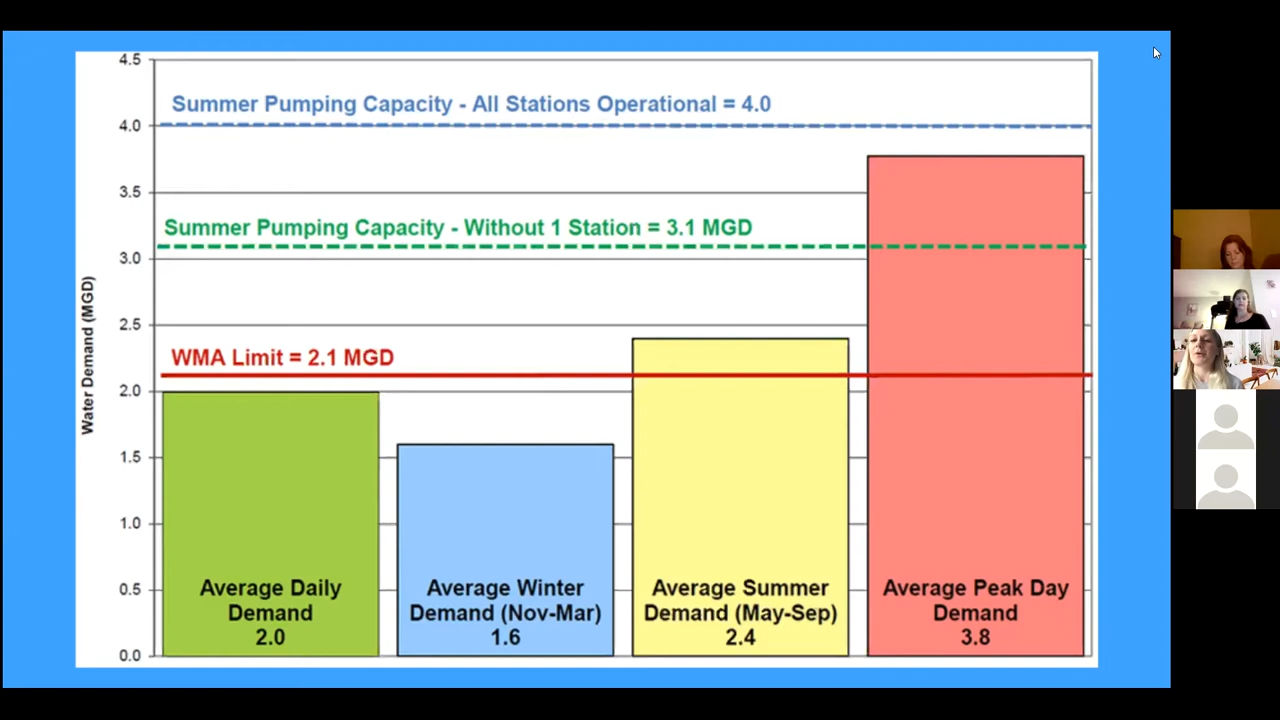 4.5
Summer Pumping Capacity - All Stations Operational = 4.0
4.0
3.5
Summer Pumping Capacity - Without 1 Station = 3.1 MGD
3.0
2.5
WMA Limit = 2.1 MGD
2.0
1.5
1.0
0.5
0.0
Water Demand (MGD)
Average Daily
Demand
2.0
Average Winter
Demand (Nov-Mar)
1.6
Average Summer
Demand (May-Sep)
2.4
Average Peak Day
Demand
3.8